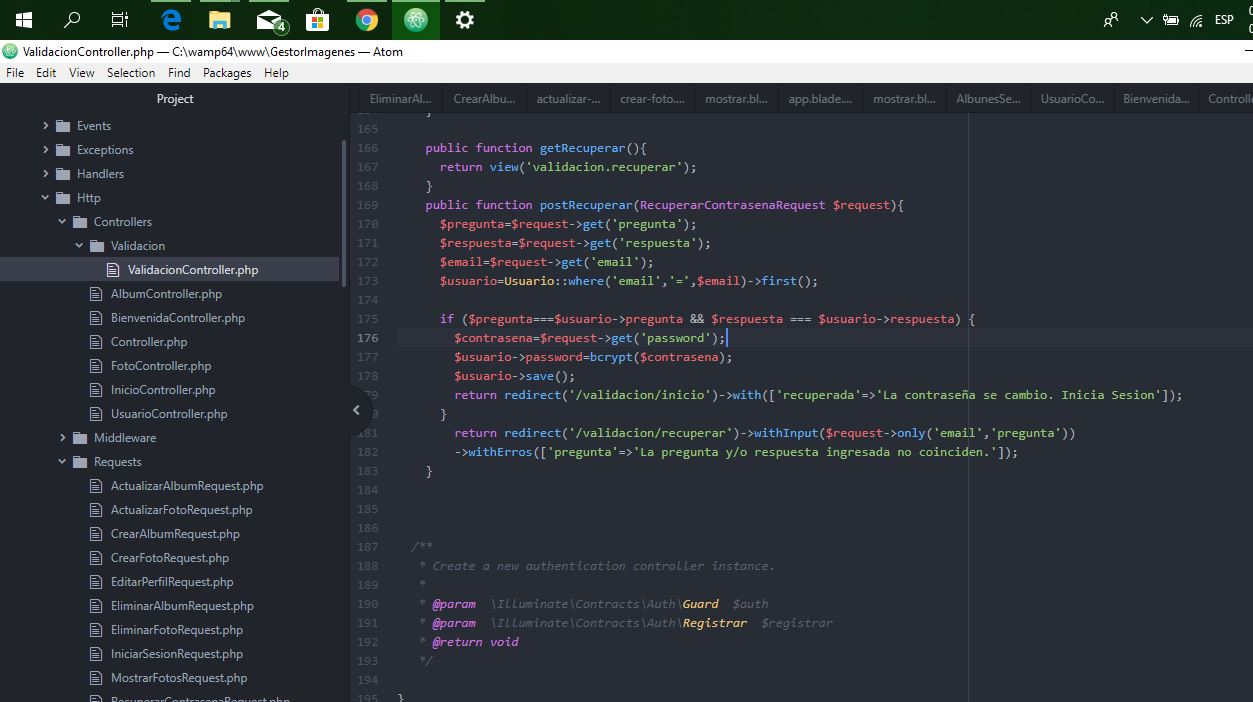 4
ESP
ValidacionController.php — C:\wamp64\www\GestorImagenes — Atom
File Edit View Selection Find Packages Help
Project
Events
Exceptions
Handlers
Http
Controllers
Validacion
ValidacionController.php
AlbumController.php
BienvenidaController.php
Controller.php
FotoController.php
InicioController.php
UsuarioController.php
Middleware
Requests
ActualizarAlbumRequest.php
ActualizarFotoRequest.php
CrearAlbumRequest.php
CrearFotoRequest.php
EditarPerfilRequest.php
EliminarAlbumRequest.php
EliminarFotoRequest.php
IniciarSesionRequest.php
MostrarFotosRequest.php
RecuperarContrasenaRequest.php
EliminarAl... CrearAlbu... actualizar-... crear-foto.... mostrar.bl... app.blade.... mostrar.bl... AlbunesSe... UsuarioCo... Bienvenida... Controlle
164 }
165
166 public function getRecuperar(){
167 return view('validacion.recuperar');
168 }
169 public function postRecuperar(RecuperarContrasenaRequest $request){
170 $pregunta=$request->get('pregunta');
171 $respuesta=$request->get('respuesta');
172 $email=$request->get('email');
173 $usuario=Usuario::where('email','=',$email)->first();
174
175 if ($pregunta===$usuario->pregunta && $respuesta === $usuario->respuesta) {
176 $contrasena=$request->get('password');
177 $usuario->password=bcrypt($contrasena);
178 $usuario->save();
79 return redirect('/validacion/inicio')->with(['recuperada'=>'La contraseña se cambio. Inicia Sesion']);
0 }
181 return redirect('/validacion/recuperar')->withInput($request->only('email','pregunta'))
182 ->withErros(['pregunta'=>'La pregunta y/o respuesta ingresada no coinciden.']);
183 }
184
185
186
187 /**
188 * Create a new authentication controller instance.
189 *
190 * @param \Illuminate\Contracts\Auth\Guard $auth
191 * @param \Illuminate\Contracts\Auth\Registrar $registrar
192 * @return void
193 */
194
195 }